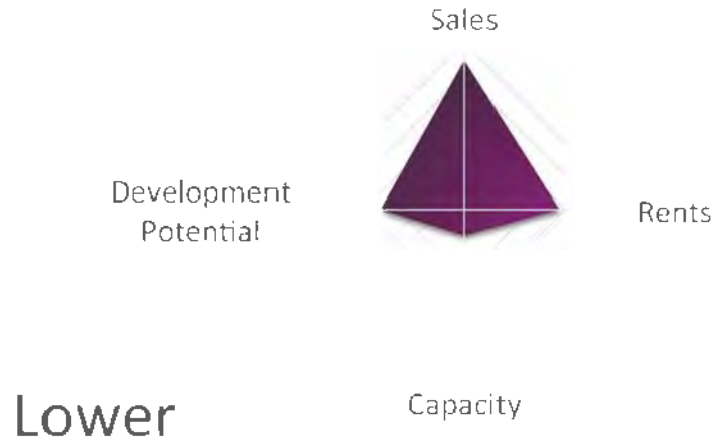 Sales
Development
Potential
Rents
Capacity
Lower